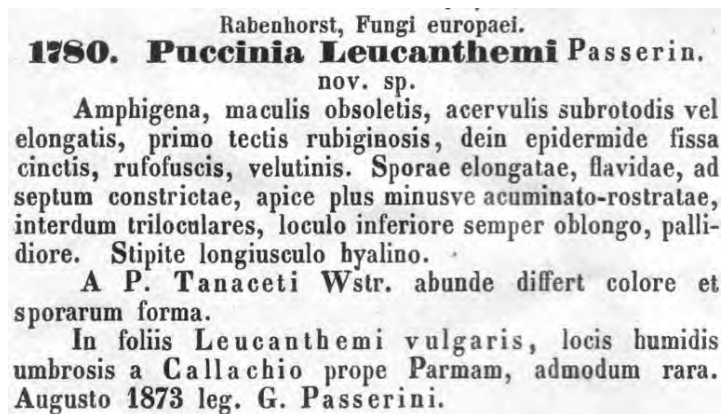 Rabenhorst, Fungi europaei.
1780. Puccinia Leucanthemi Passerin.
nov. sp.
Amphigena, maculis obsoletis, acervulis subrotodis vel
elongatis, primo tectis rubiginosis, dein epidermide fissa
cinctis, rufofuscis, velutinis. Sporae elongatae, flavidae, ad
septum constrictae, apice plus minusve acuminato-rostratae,
interdum triloculares, loculo inferiore semper oblongo, palli-
diore. Stipite longiusculo hyalino.
A P. Tanaceti Wstr. abunde differt colore et
sporarum forma.
In foliis Leucanthemi vulgaris, locis humidis
umbrosis a Callachio prope Parmam, admodum rara.
Augusto 1873 leg. G. Passerini.